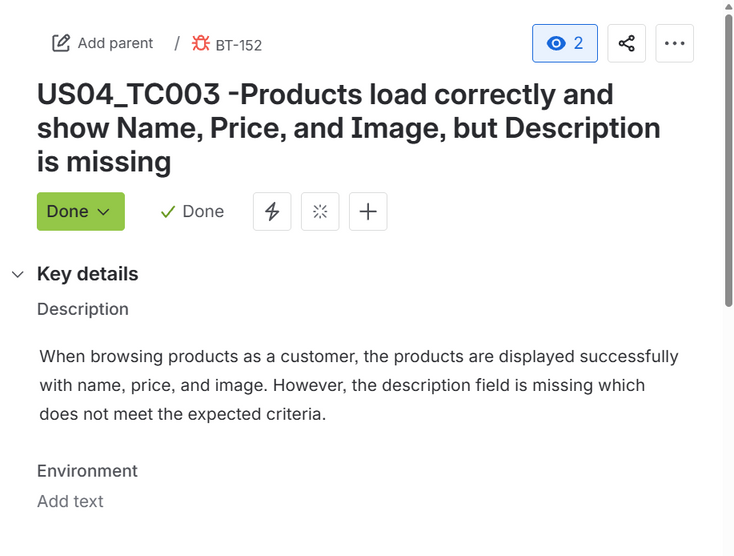 Add parent / BT-152
2
US04_TC003 -Products load correctly and
show Name, Price, and Image, but Description
is missing
Done Done
Key details
Description
When browsing products as a customer, the products are displayed successfully
with name, price, and image. However, the description field is missing which
does not meet the expected criteria.
Environment
Add text